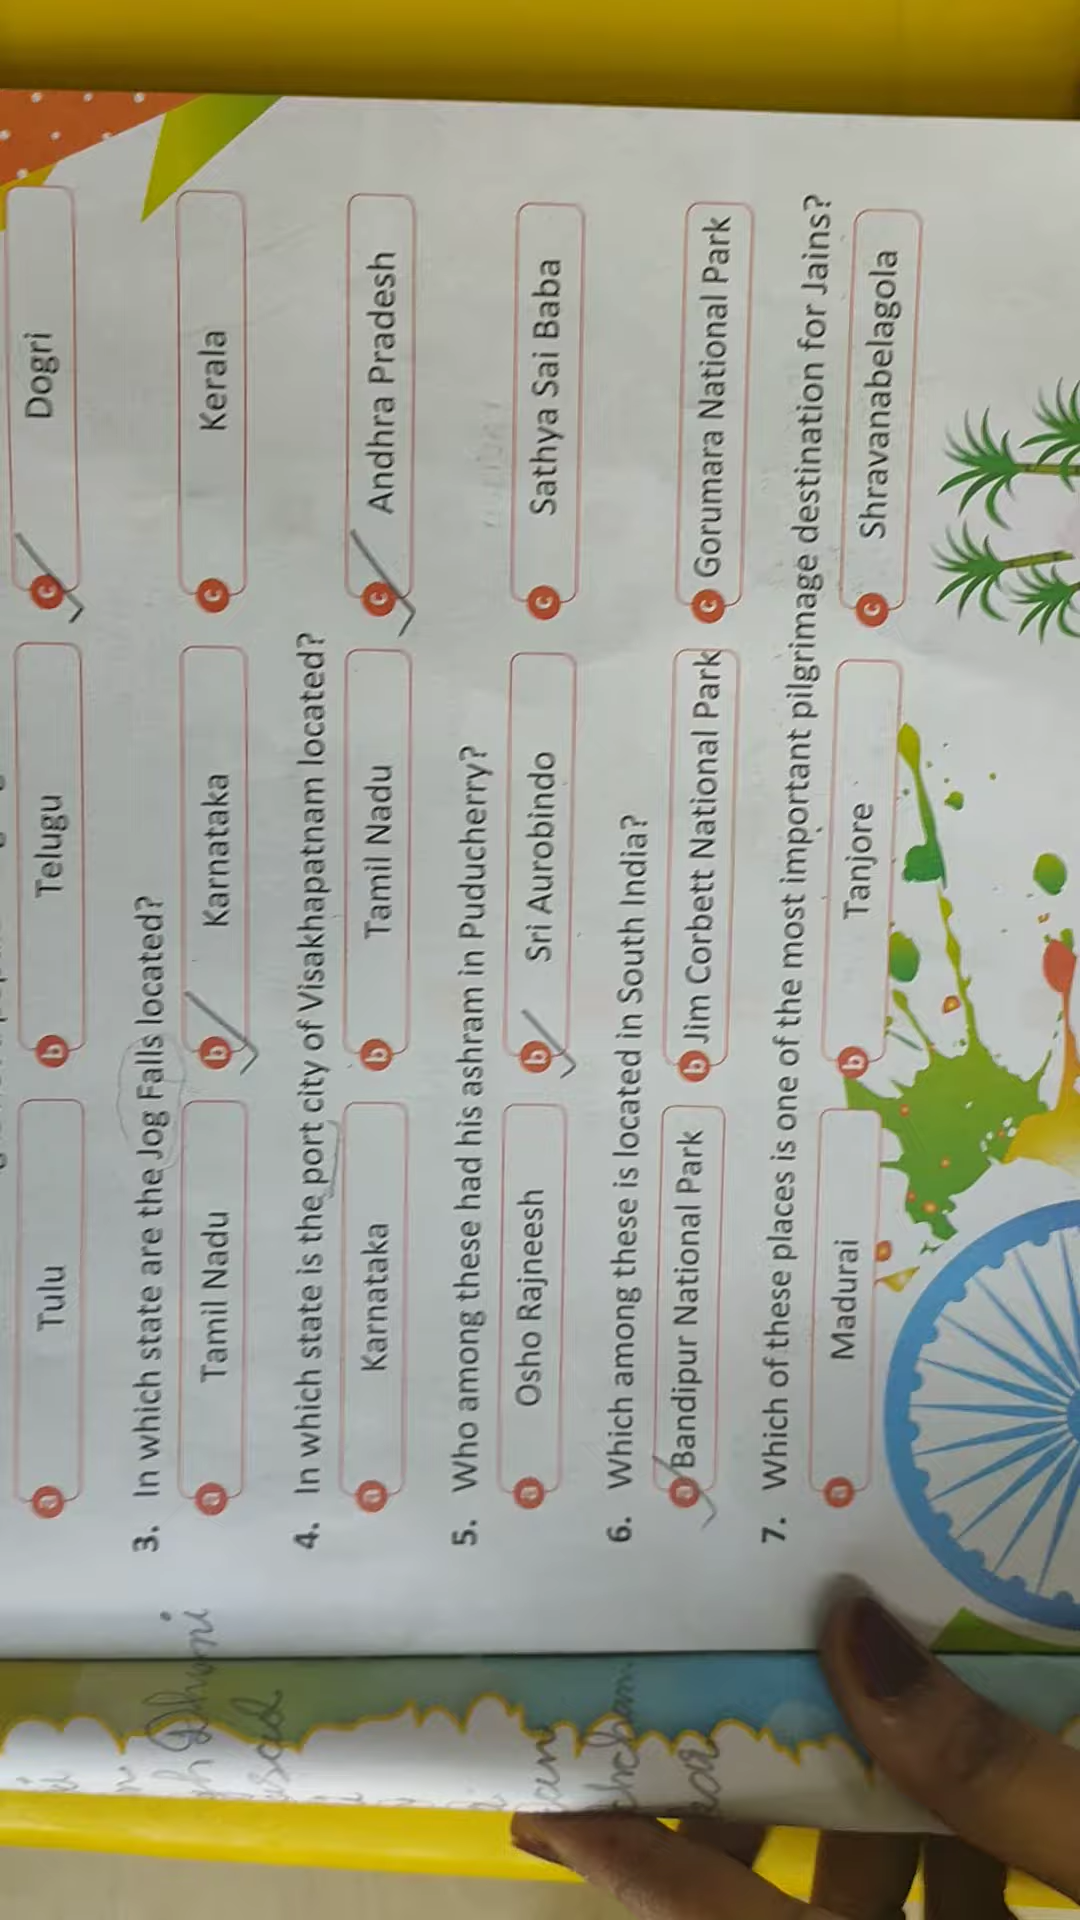 a Tulu b Telugu c Dogri
3. In which state are the Jog Falls located?
a Tamil Nadu b Karnataka c Kerala
4. In which state is the port city of Visakhapatnam located?
a Karnataka b Tamil Nadu c Andhra Pradesh
5. Who among these had his ashram in Puducherry?
a Osho Rajneesh b Sri Aurobindo c Sathya Sai Baba
6. Which among these is located in South India?
a Bandipur National Park b Jim Corbett National Park c Gorumara National Park
7. Which of these places is one of the most important pilgrimage destination for Jains?
a Madurai b Tanjore c Shravanabelagola
Dhoni